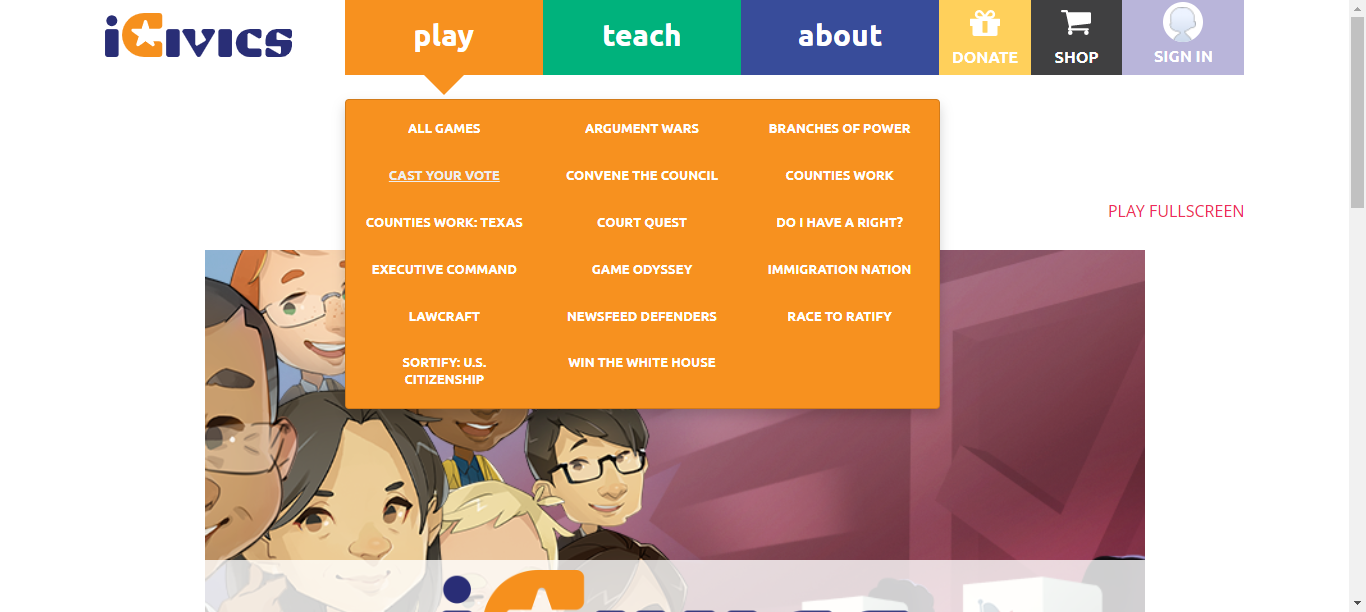 iCivics
play
teach
about
DONATE
SHOP
SIGN IN
ALL GAMES
ARGUMENT WARS
BRANCHES OF POWER
CAST YOUR VOTE
CONVENE THE COUNCIL
COUNTIES WORK
COUNTIES WORK: TEXAS
COURT QUEST
DO I HAVE A RIGHT?
EXECUTIVE COMMAND
GAME ODYSSEY
IMMIGRATION NATION
LAWCRAFT
NEWSFEED DEFENDERS
RACE TO RATIFY
SORTIFY: U.S.
CITIZENSHIP
WIN THE WHITE HOUSE
PLAY FULLSCREEN